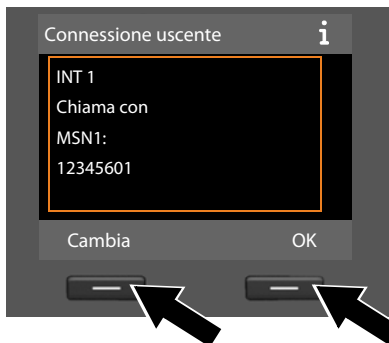 Connessione uscente i
INT 1
Chiama con
MSN1:
12345601
Cambia OK